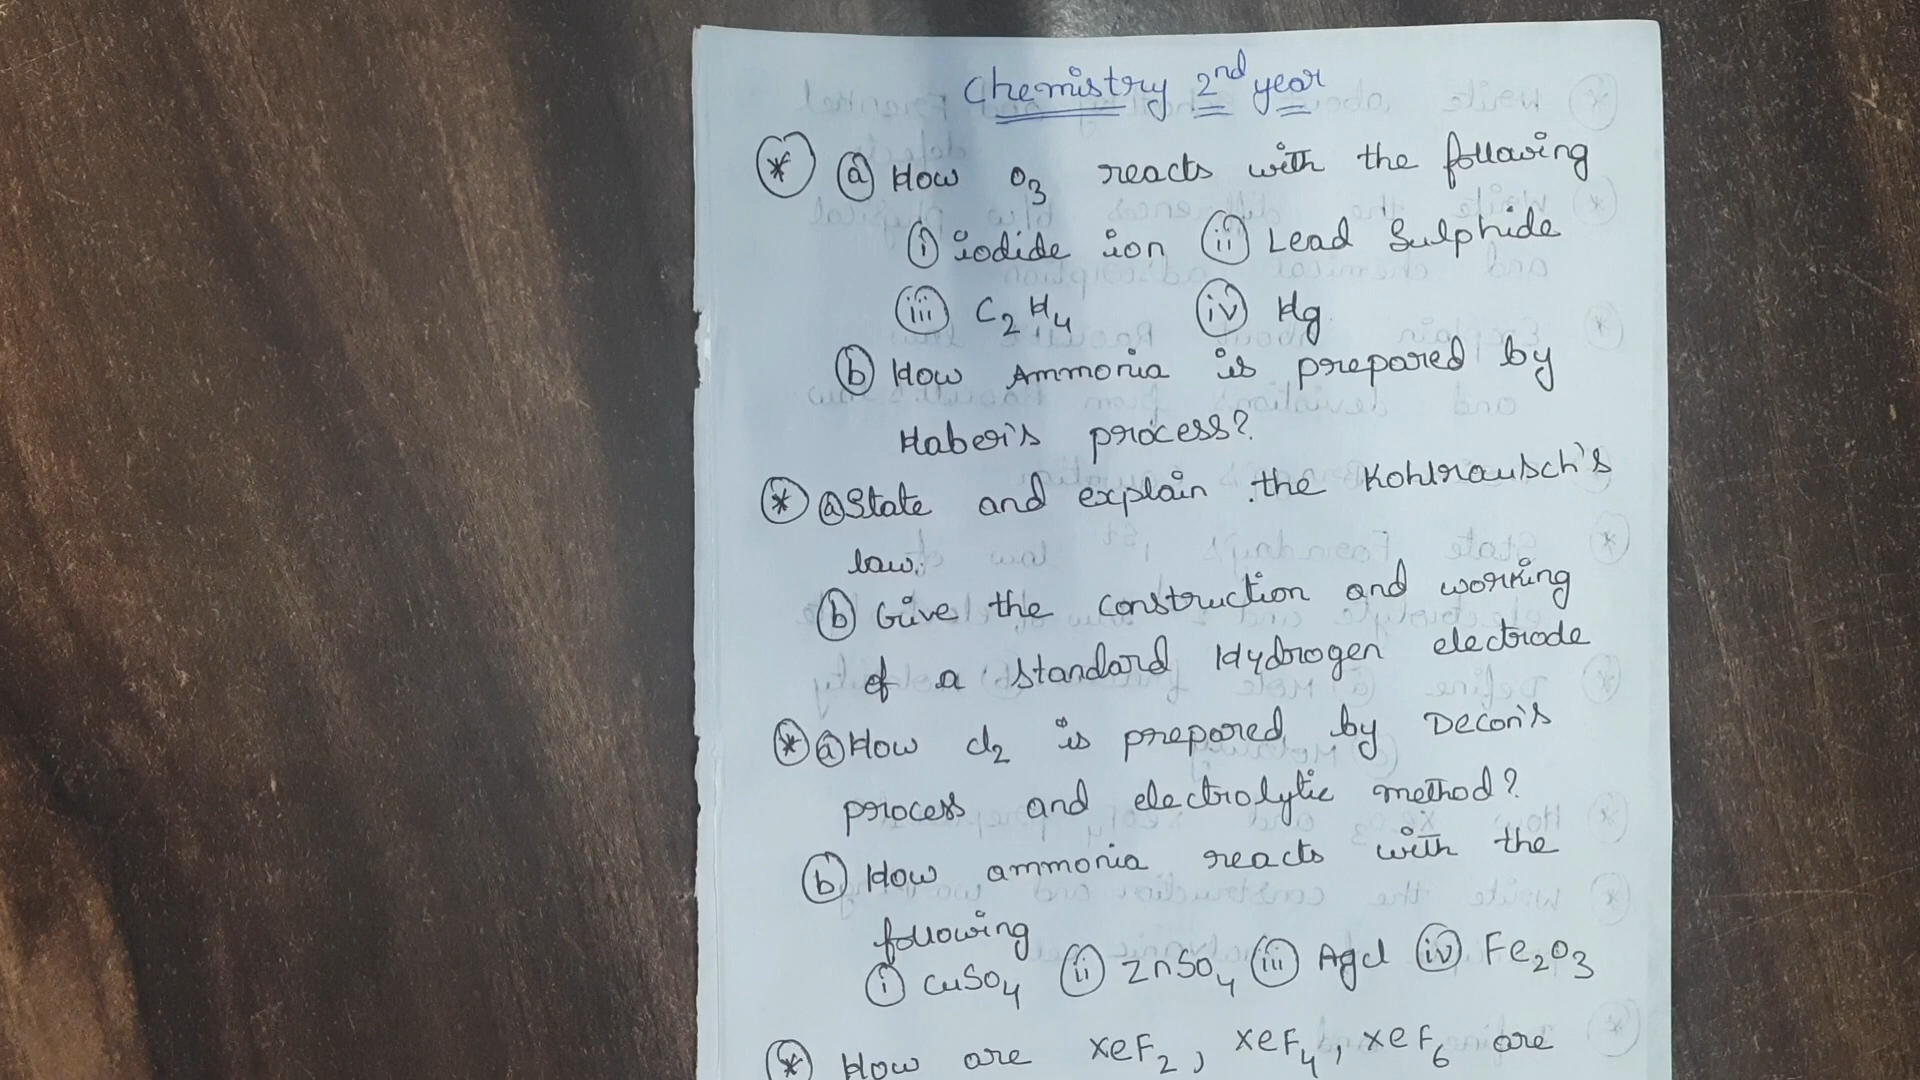 Chemistry 2nd year
* a How O3 reacts with the following
i iodide ion ii Lead Sulphide
iii C2H4 iv Hg
b How Ammonia is prepared by
Haber's process?
* a State and explain the Kohlrausch's
law.
b Give the construction and working
of a standard Hydrogen electrode
* a How cl2 is prepared by Decon's
process and electrolytic method?
b How ammonia reacts with the
following
i CuSO4 ii ZnSO4 iii Agcl iv Fe2O3
* How are XeF2, XeF4, XeF6 are